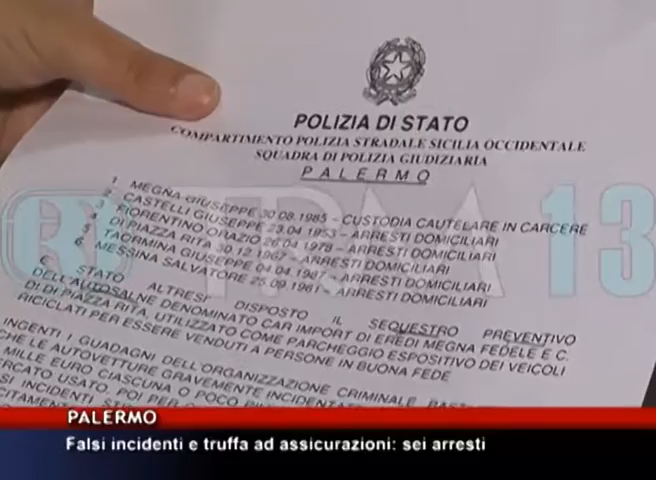 POLIZIA DI STATO
COMPARTIMENTO POLIZIA STRADALE SICILIA OCCIDENTALE
SQUADRA DI POLIZIA GIUDIZIARIA
PALERMO
1. MEGNA GIUSEPPE 30.08.1985 - CUSTODIA CAUTELARE IN CARCERE
2. CASTELLI GIUSEPPE 23.04.1953 - ARRESTI DOMICILIARI
3. FIORENTINO ORAZIO 26.04.1978 - ARRESTI DOMICILIARI
4. DI PIAZZA RITA 30.12.1967 - ARRESTI DOMICILIARI
5. TAORMINA GIUSEPPE 04.04.1987 - ARRESTI DOMICILIARI
6. MESSINA SALVATORE 25.09.1961 - ARRESTI DOMICILIARI
E' STATO ALTRESI' DISPOSTO IL SEQUESTRO PREVENTIVO
DELL'AUTOSALNE DENOMINATO CAR IMPORT DI EREDI MEGNA FEDELE E C.
DI DI PIAZZA RITA, UTILIZZATO COME PARCHEGGIO ESPOSITIVO DEI VEICOLI
RICICLATI PER ESSERE VENDUTI A PERSONE IN BUONA FEDE
INGENTI I GUADAGNI DELL'ORGANIZZAZIONE CRIMINALE
CHE LE AUTOVETTURE GRAVEMENTE INCIDENTATE
MILLE EURO CIASCUNA O POCO
USATO. POI PER
SI INCIDENTI
TRM 13
PALERMO
Falsi incidenti e truffa ad assicurazioni: sei arresti